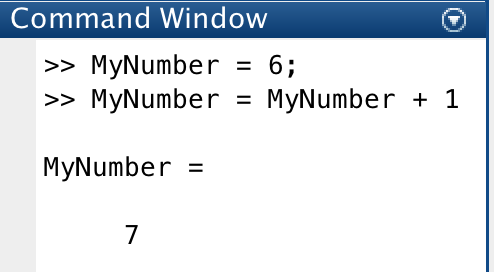 Command Window
>> MyNumber = 6;
>> MyNumber = MyNumber + 1
MyNumber =
7